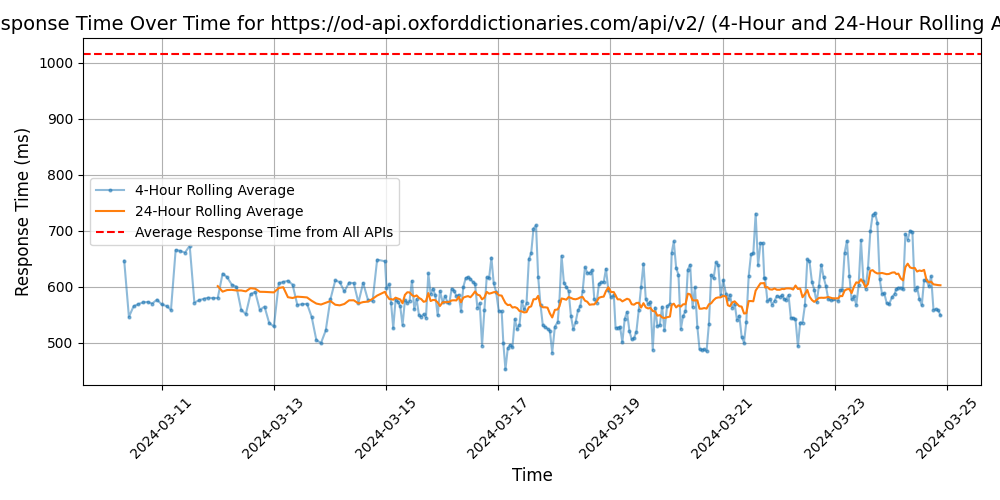 sponse Time Over Time for https://od-api.oxforddictionaries.com/api/v2/ (4-Hour and 24-Hour Rolling A
Response Time (ms)
1000
900
800
700
600
500
4-Hour Rolling Average
24-Hour Rolling Average
Average Response Time from All APIs
2024-03-11
2024-03-13
2024-03-15
2024-03-17
2024-03-19
2024-03-21
2024-03-23
2024-03-25
Time